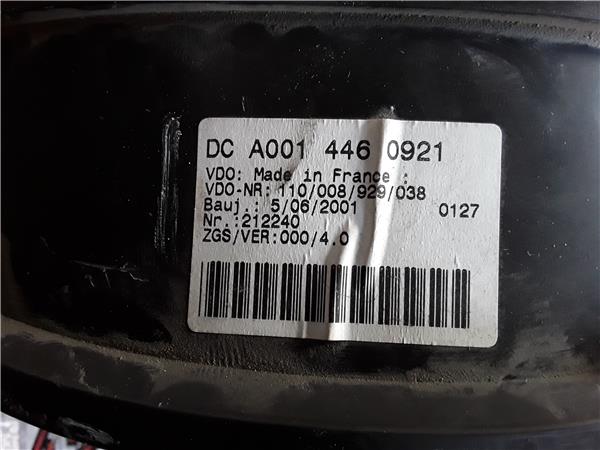 DC A001 446 0921
VDO: Made in France :
VDO-NR: 110/008/929/038
Bauj.: 5/06/2001 0127
Nr.:212240
ZGS/VER:000/4.0